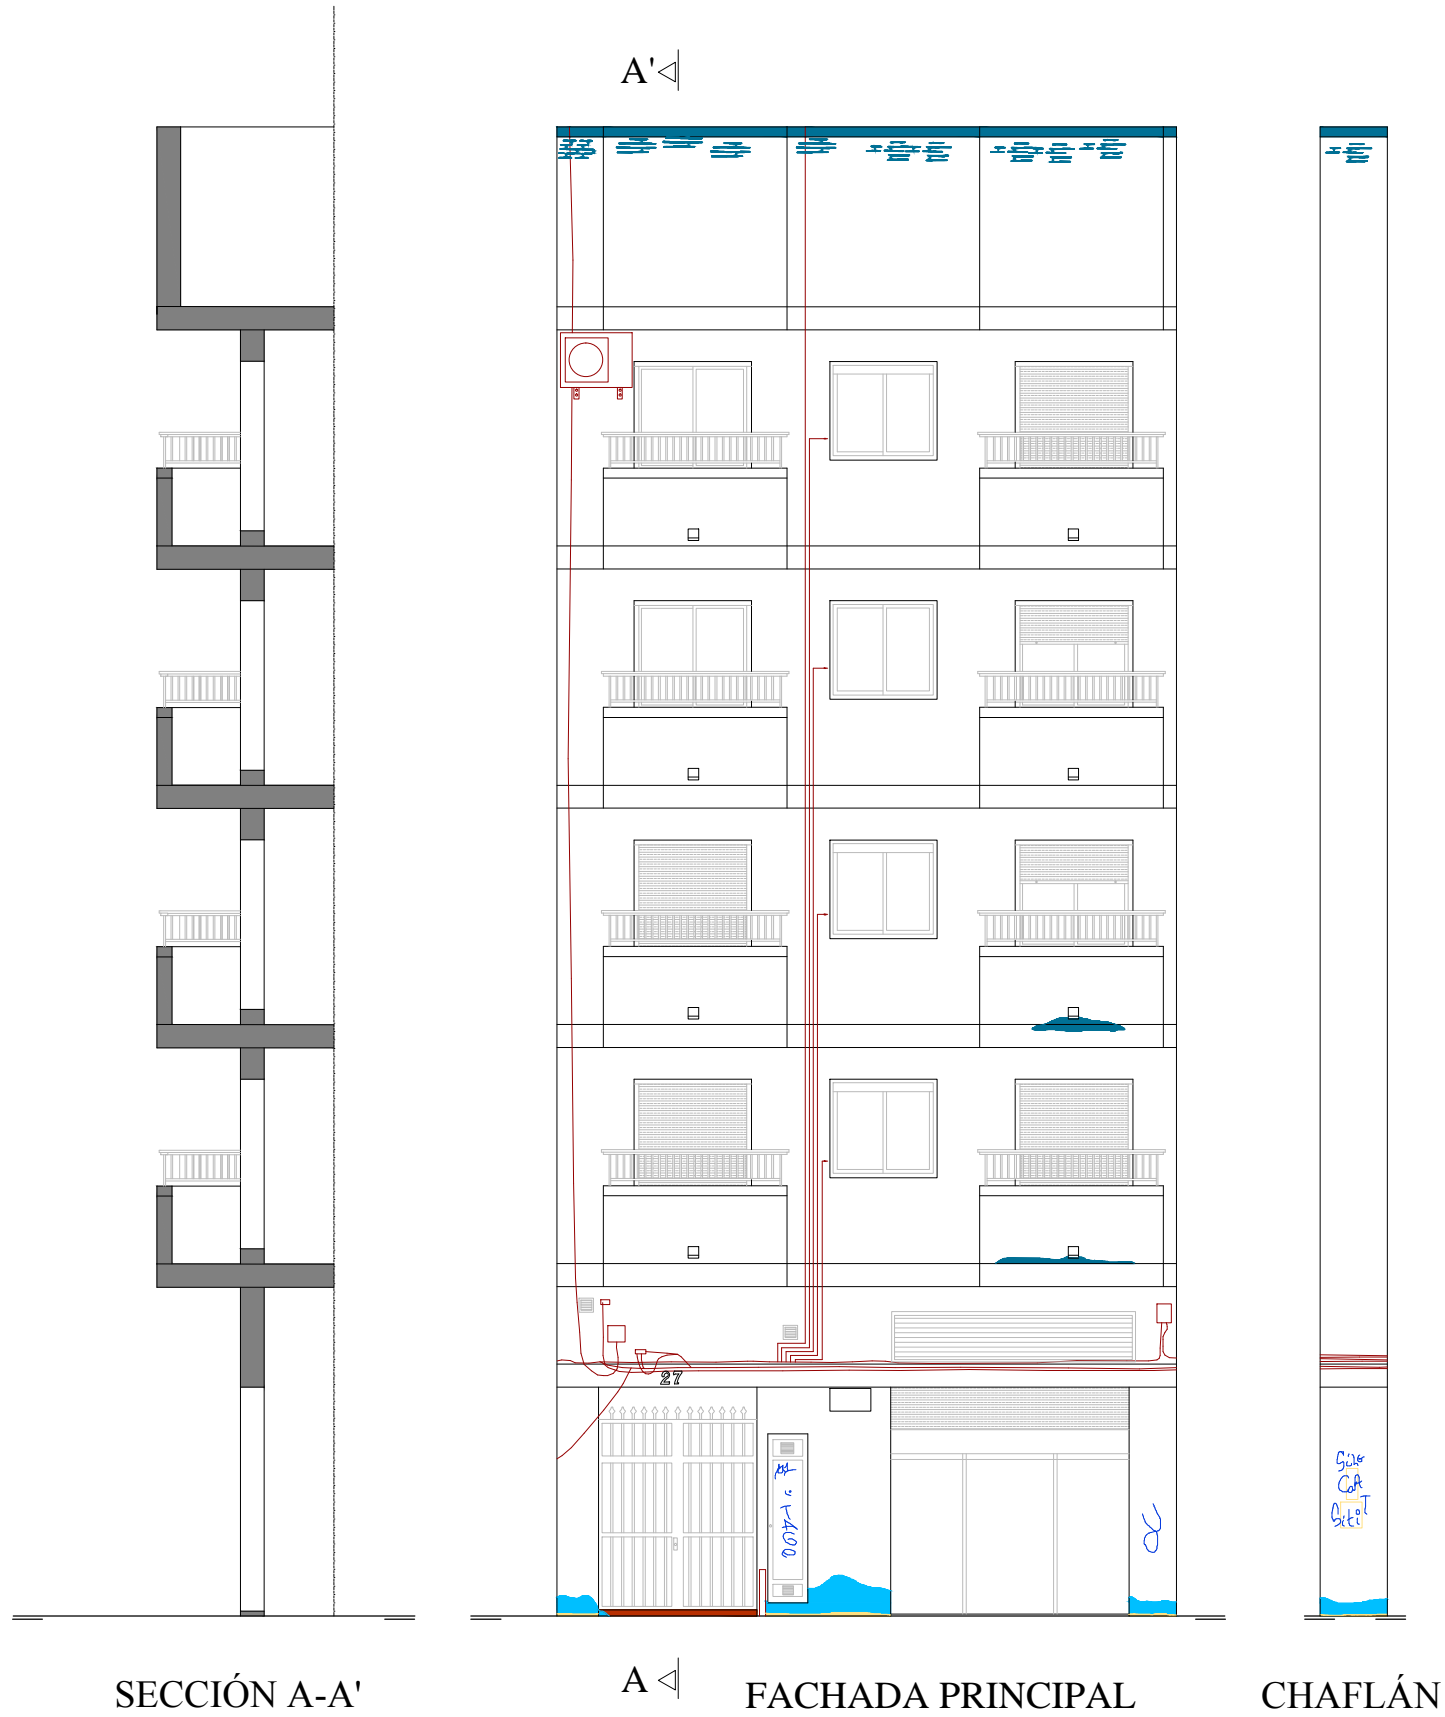 A'
27
A
SECCIÓN A-A'
FACHADA PRINCIPAL
CHAFLÁN